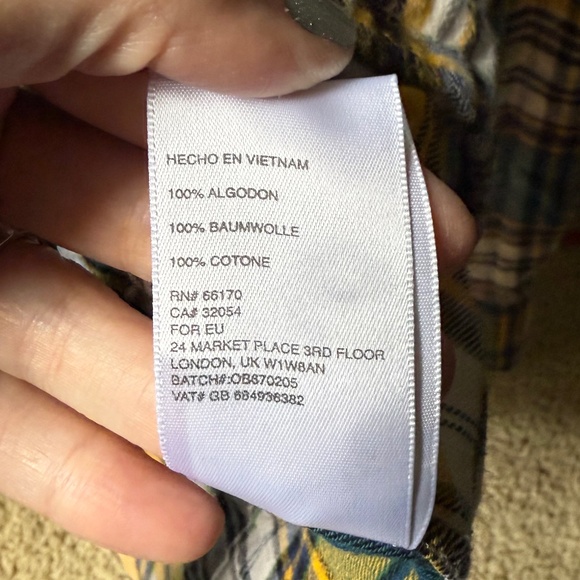 HECHO EN VIETNAM
100% ALGODON
100% BAUMWOLLE
100% COTONE
RN# 66170
CA# 32054
FOR EU
24 MARKET PLACE 3RD FLOOR
LONDON, UK W1W8AN
BATCH#:OB670205
VAT# GB 684936382